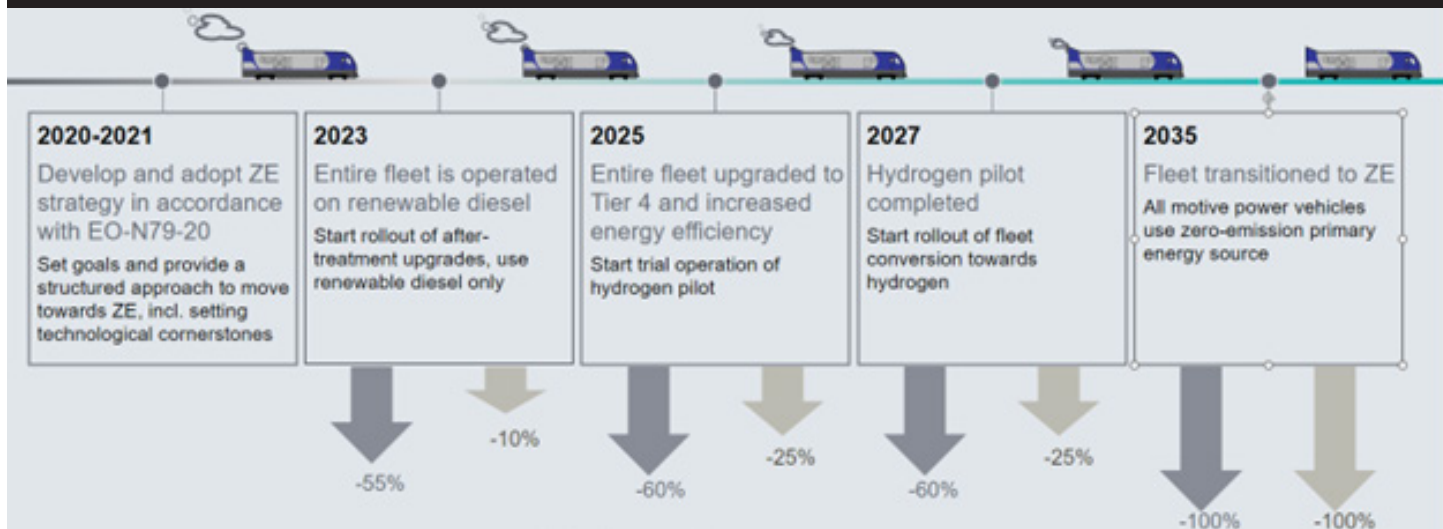 2020-2021
Develop and adopt ZE
strategy in accordance
with EO-N79-20
Set goals and provide a
structured approach to move
towards ZE, incl. setting
technological cornerstones
2023
Entire fleet is operated
on renewable diesel
Start rollout of after-
treatment upgrades, use
renewable diesel only
2025
Entire fleet upgraded to
Tier 4 and increased
energy efficiency
Start trial operation of
hydrogen pilot
2027
Hydrogen pilot
completed
Start rollout of fleet
conversion towards
hydrogen
2035
Fleet transitioned to ZE
All motive power vehicles
use zero-emission primary
energy source
-55%
-10%
-60%
-25%
-60%
-25%
-100%
-100%